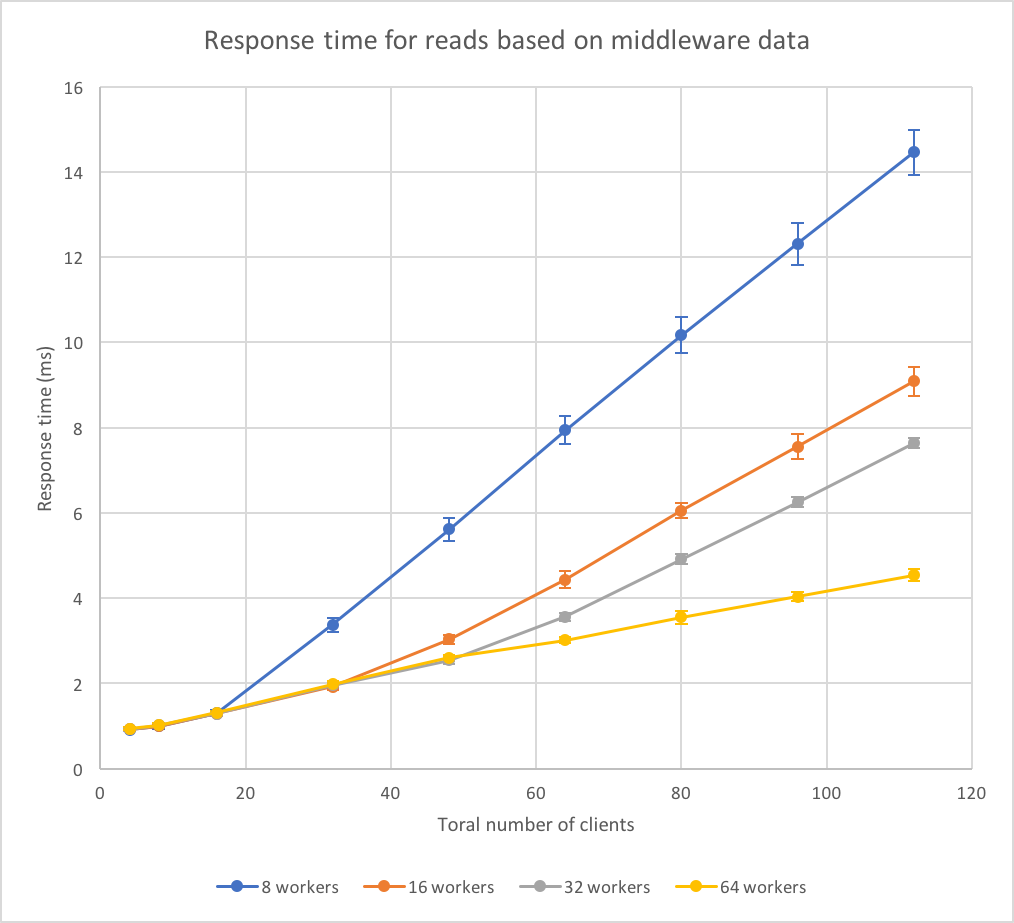 Response time for reads based on middleware data
16
14
12
10
8
6
4
2
0
Response time (ms)
0 20 40 60 80 100 120
Toral number of clients
8 workers 16 workers 32 workers 64 workers